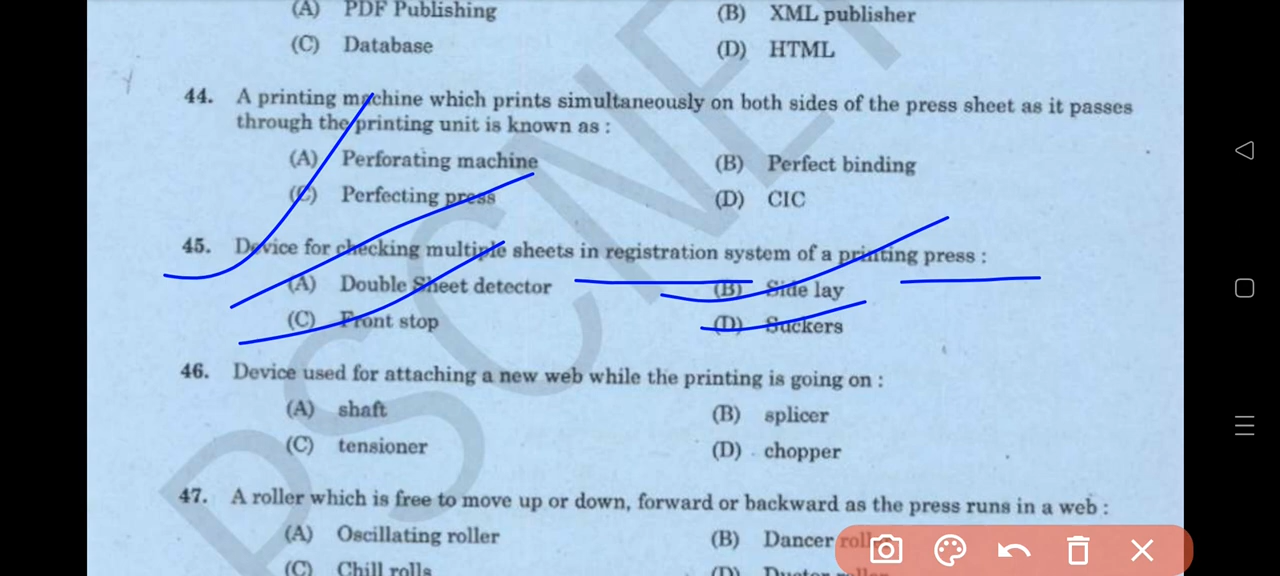 (A) PDF Publishing (B) XML publisher
(C) Database (D) HTML
44. A printing machine which prints simultaneously on both sides of the press sheet as it passes
through the printing unit is known as :
(A) Perforating machine (B) Perfect binding
(C) Perfecting press (D) CIC
45. Device for checking multiple sheets in registration system of a printing press :
(A) Double Sheet detector (B) Side lay
(C) Front stop (D) Suckers
46. Device used for attaching a new web while the printing is going on :
(A) shaft (B) splicer
(C) tensioner (D) chopper
47. A roller which is free to move up or down, forward or backward as the press runs in a web :
(A) Oscillating roller (B) Dancer roller
(C) Chill rolls (D) Ductor roller
PSCNET